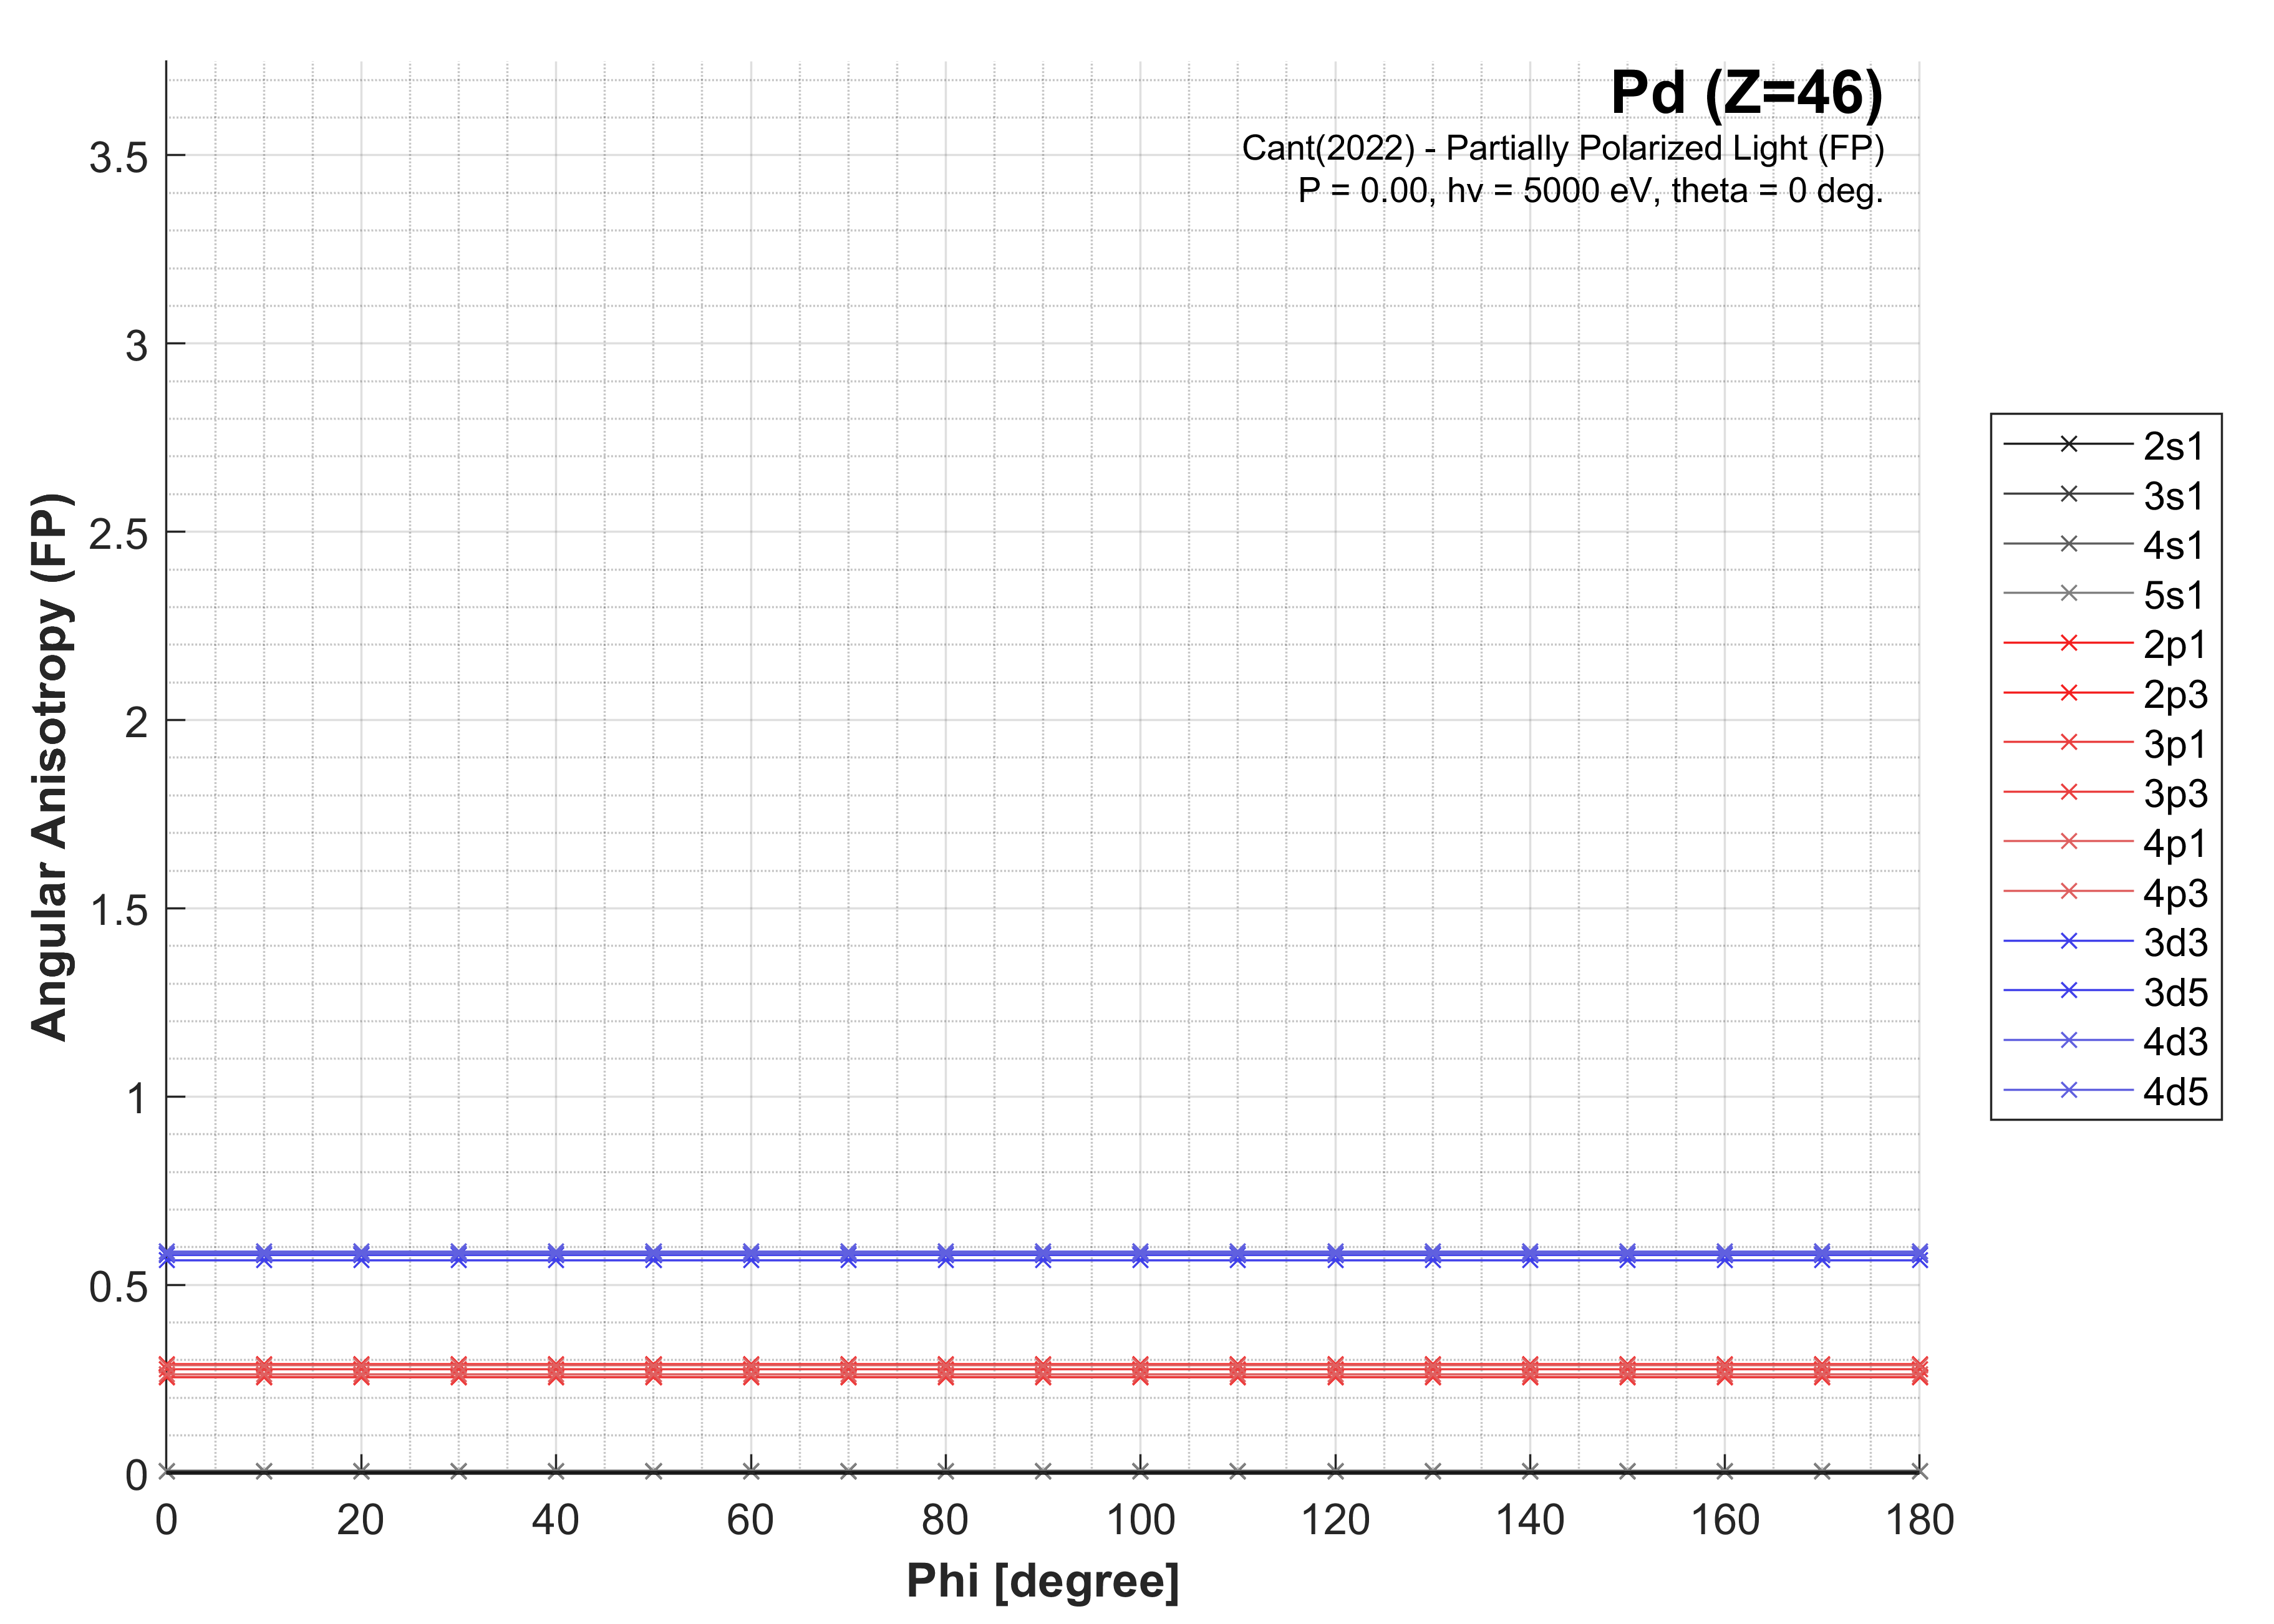 Pd (Z=46)
Cant(2022) - Partially Polarized Light (FP)
P = 0.00, hv = 5000 eV, theta = 0 deg.
Angular Anisotropy (FP)
3.5
3
2.5
2
1.5
1
0.5
0
0 20 40 60 80 100 120 140 160 180
Phi [degree]
2s1
3s1
4s1
5s1
2p1
2p3
3p1
3p3
4p1
4p3
3d3
3d5
4d3
4d5